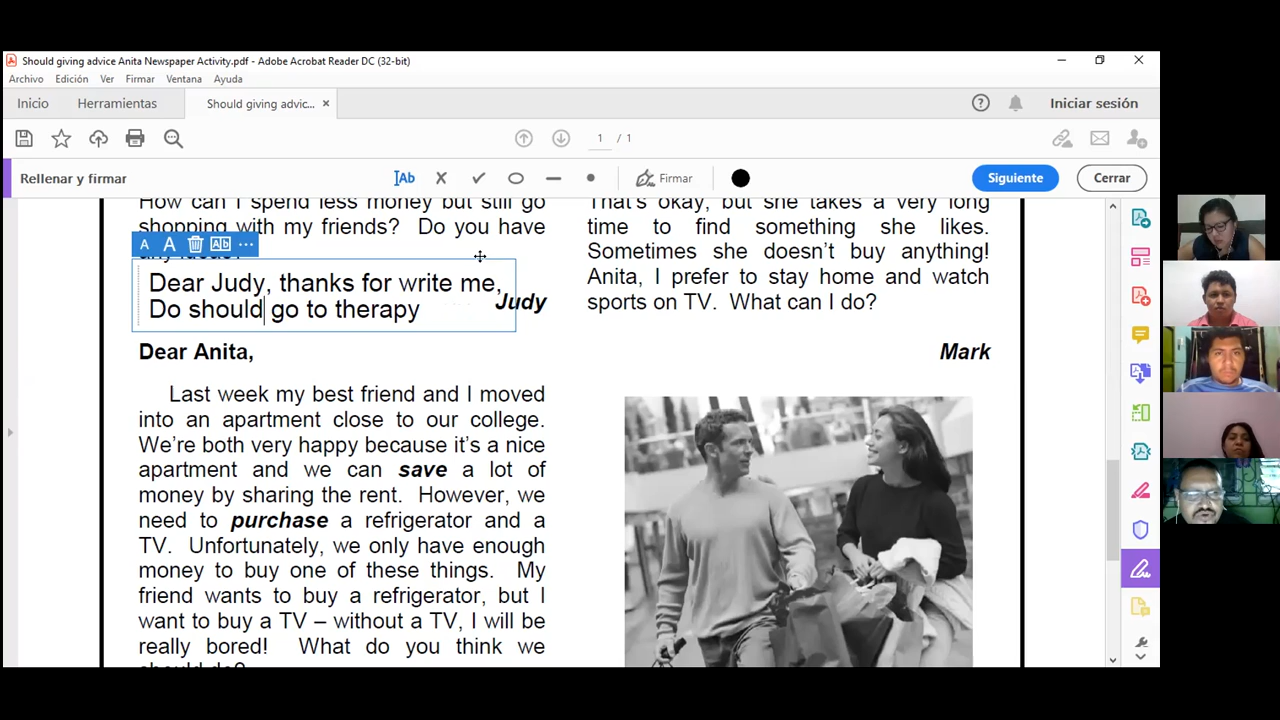 Should giving advice Anita Newspaper Activity.pdf - Adobe Acrobat Reader DC (32-bit)
Archivo Edición Ver Firmar Ventana Ayuda
Inicio Herramientas Should giving advic... × Iniciar sesión
1 / 1
Rellenar y firmar Ab Firmar Siguiente Cerrar
How can I spend less money but still go
shopping with my friends? Do you have
A A Ab ...
any ideas?
Dear Judy, thanks for write me,
Do should go to therapy
Judy
Dear Anita,
Last week my best friend and I moved
into an apartment close to our college.
We're both very happy because it's a nice
apartment and we can save a lot of
money by sharing the rent. However, we
need to purchase a refrigerator and a
TV. Unfortunately, we only have enough
money to buy one of these things. My
friend wants to buy a refrigerator, but I
want to buy a TV – without a TV, I will be
really bored! What do you think we
should do?
That's okay, but she takes a very long
time to find something she likes.
Sometimes she doesn't buy anything!
Anita, I prefer to stay home and watch
sports on TV. What can I do?
Mark